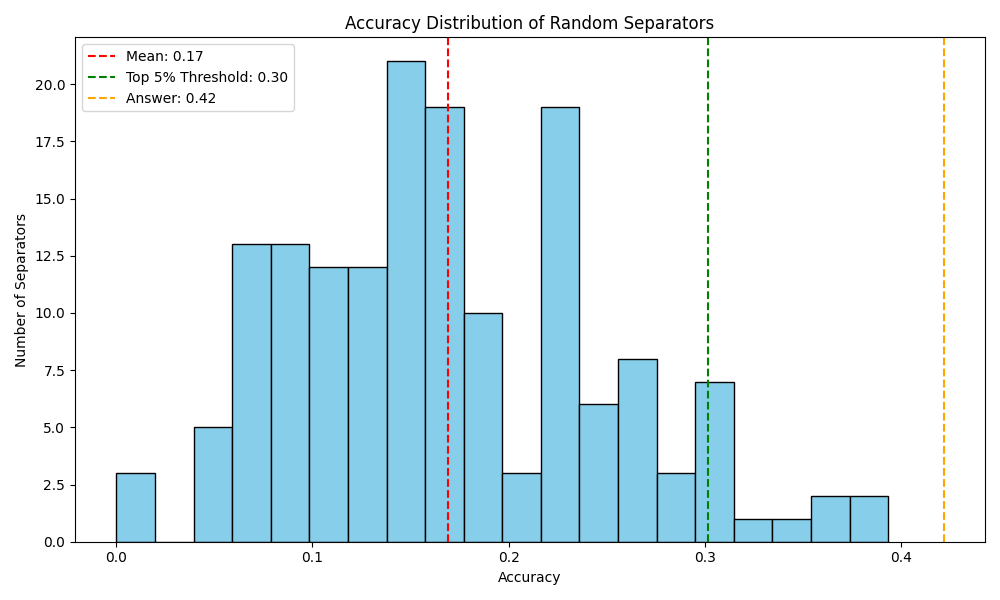 Accuracy Distribution of Random Separators
Mean: 0.17
Top 5% Threshold: 0.30
Answer: 0.42
Number of Separators
20.0
17.5
15.0
12.5
10.0
7.5
5.0
2.5
0.0
0.0 0.1 0.2 0.3 0.4
Accuracy